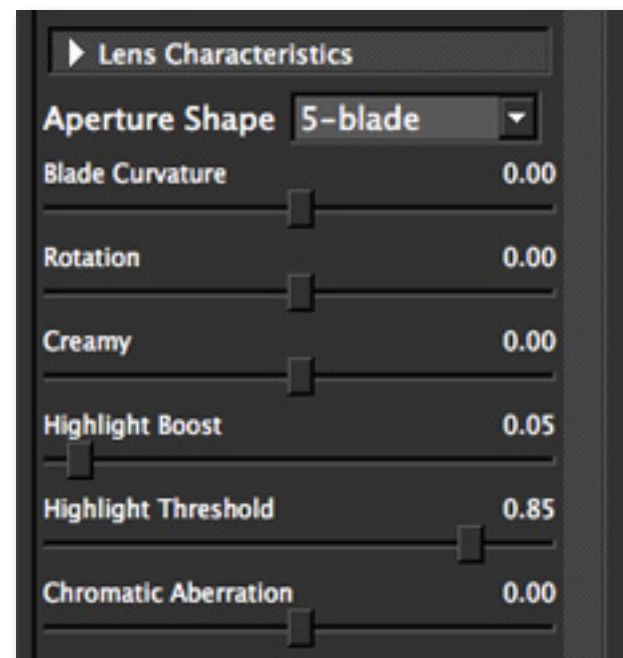 Lens Characteristics
Aperture Shape 5-blade
Blade Curvature 0.00
Rotation 0.00
Creamy 0.00
Highlight Boost 0.05
Highlight Threshold 0.85
Chromatic Aberration 0.00